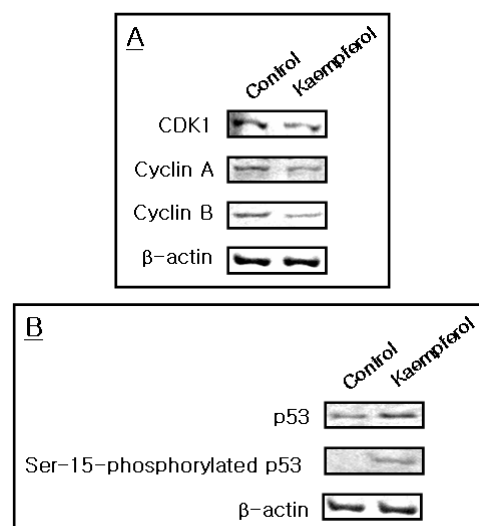 A
Control Kaempferol
CDK1
Cyclin A
Cyclin B
β-actin
B
Control Kaempferol
p53
Ser-15-phosphorylated p53
β-actin